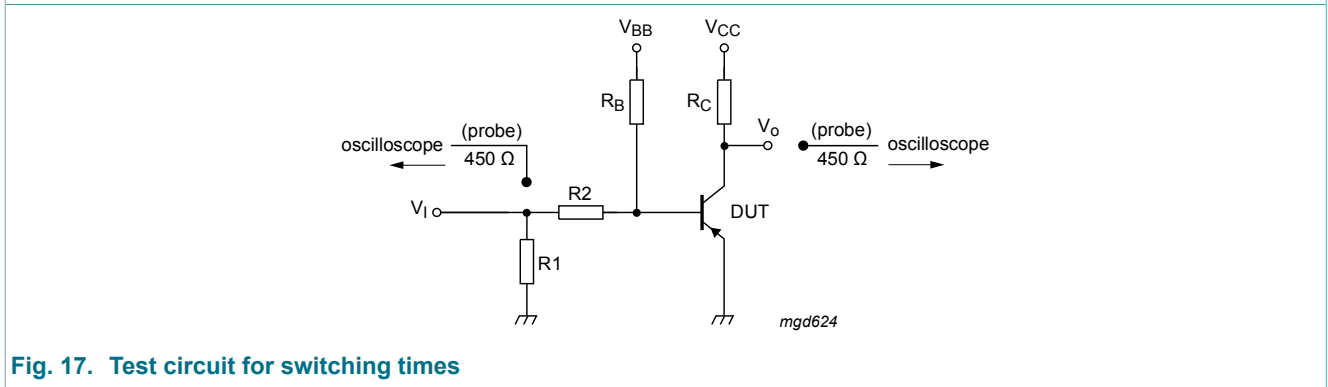 VBB
VCC
RB
RC
Vo
(probe)
oscilloscope
450 Ω
(probe)
450 Ω
oscilloscope
R2
VI
DUT
R1
mgd624
Fig. 17. Test circuit for switching times